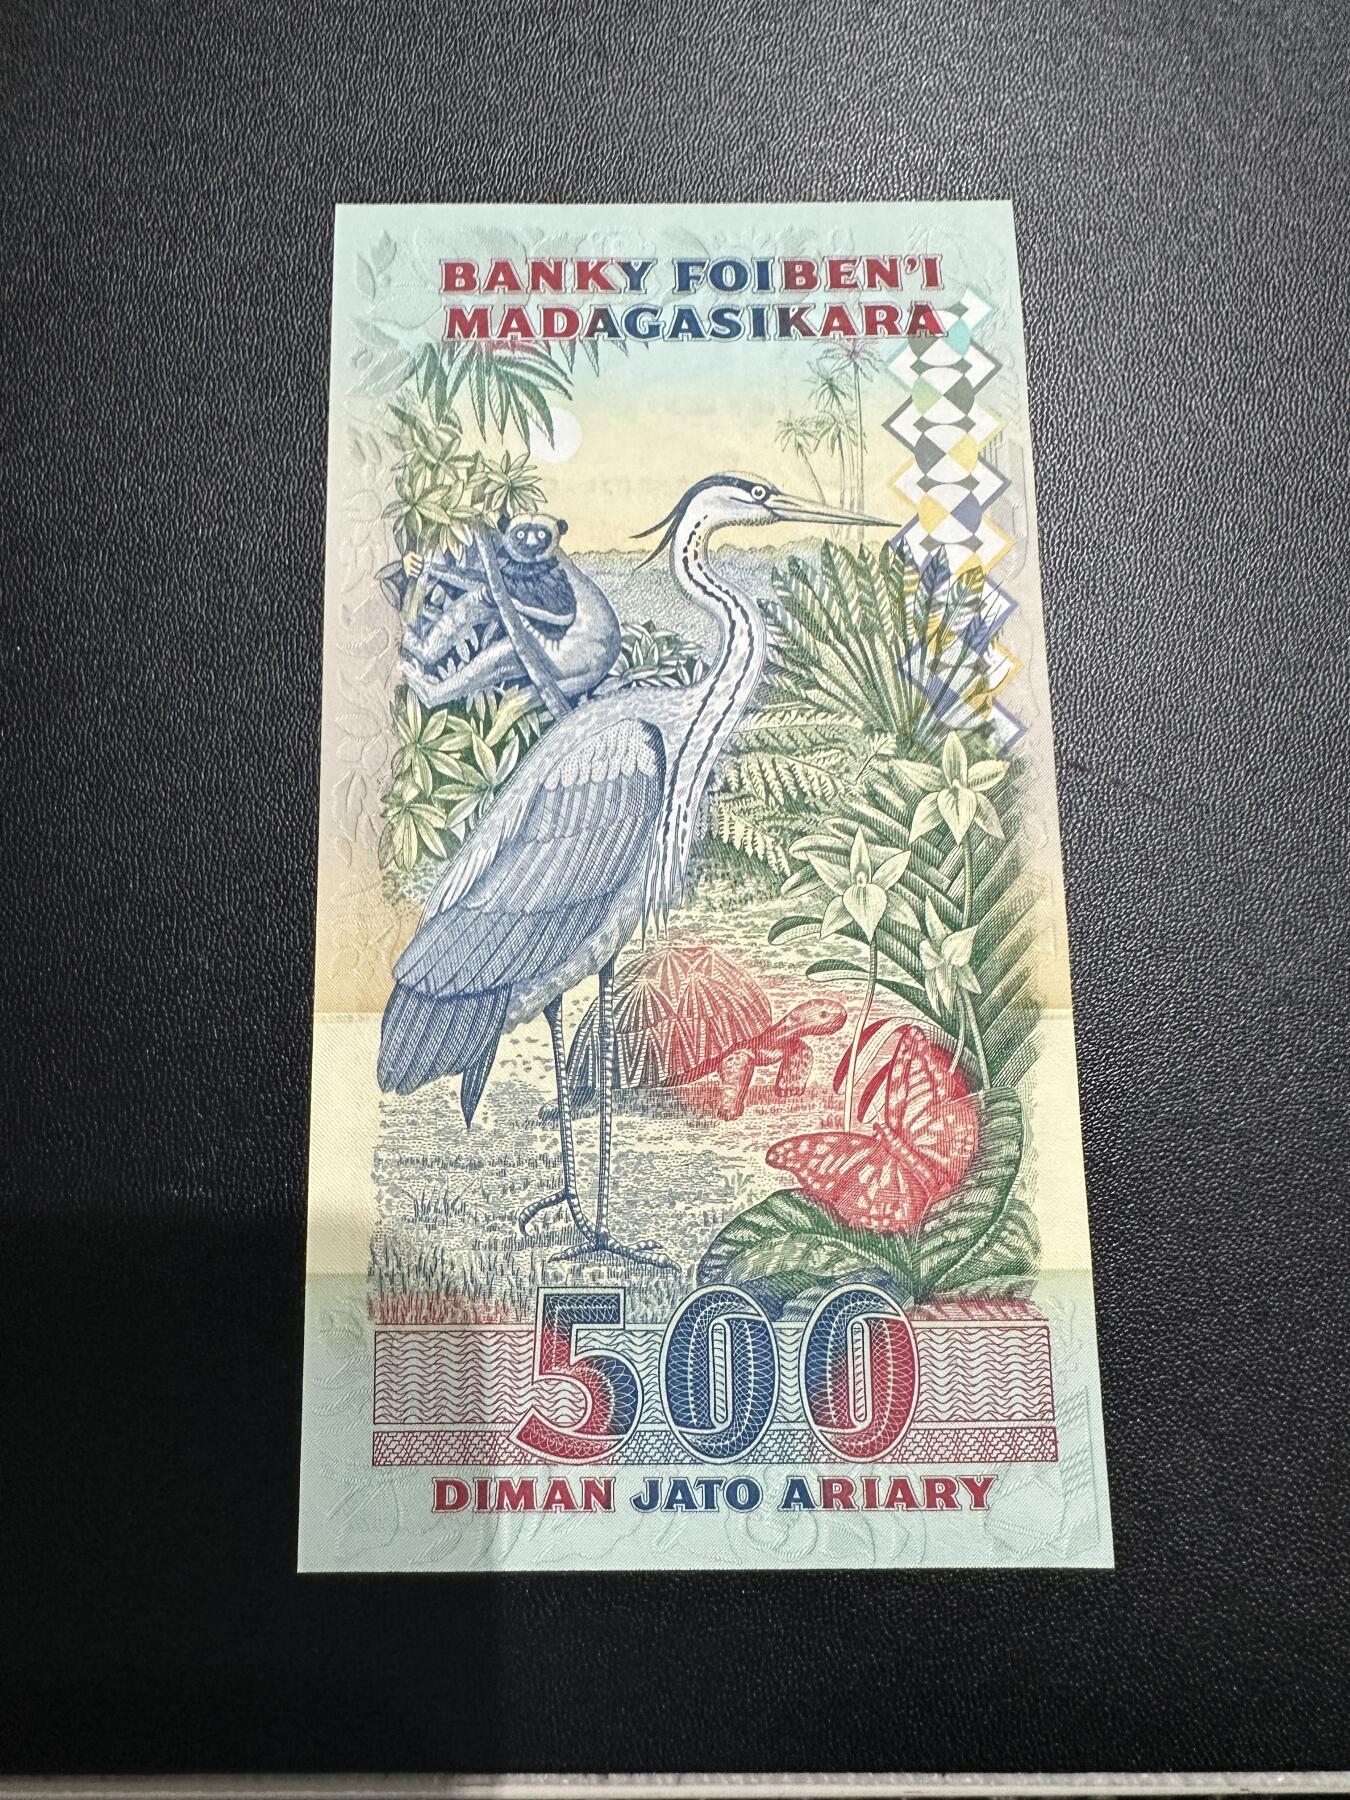 BANKY FOIBEN'I
MADAGASIKARA
500
DIMAN JATO ARIARY